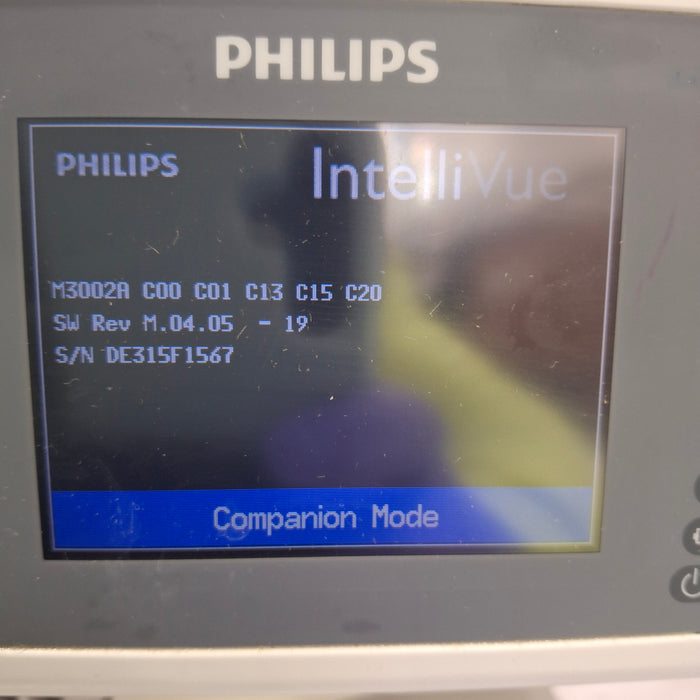 PHILIPS
PHILIPS
IntelliVue
M3002A C00 C01 C13 C15 C20
SW Rev M.04.05 - 19
S/N DE315F1567
Companion Mode